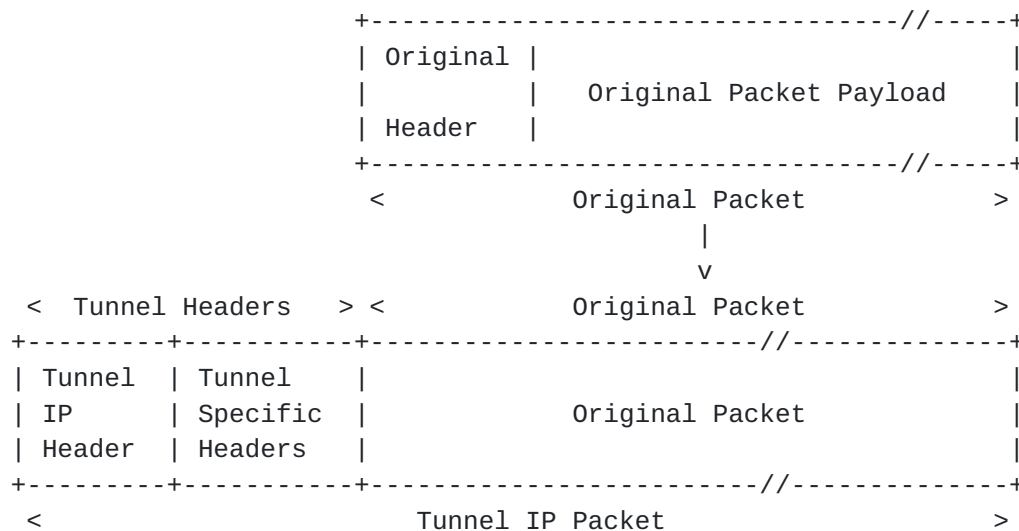 +----------------------------------//-----+
| Original |                              |
|          |   Original Packet Payload    |
| Header   |                              |
+----------------------------------//-----+
<            Original Packet            >
|
v
<  Tunnel Headers   > <            Original Packet            >
+---------+-----------+-------------------------//--------------+
| Tunnel  | Tunnel    |                                         |
| IP      | Specific  |             Original Packet             |
| Header  | Headers   |                                         |
+---------+-----------+-------------------------//--------------+
<                        Tunnel IP Packet                     >